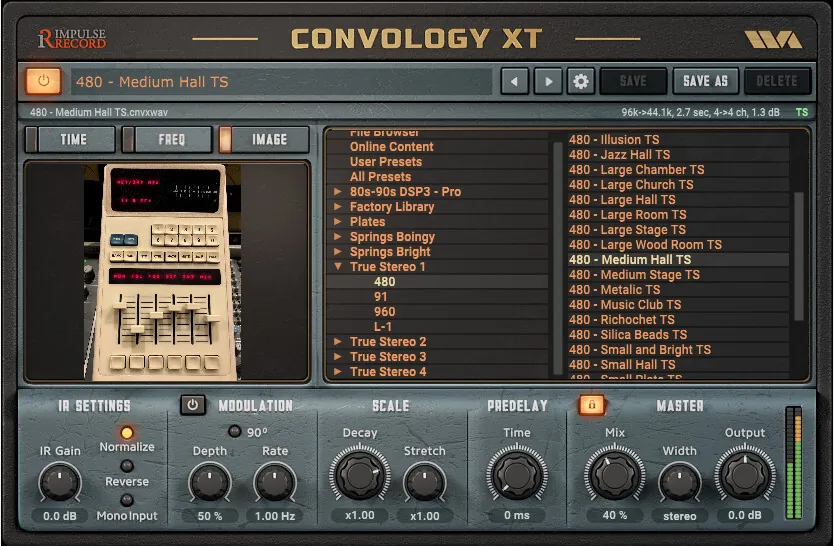 IMPULSE
RECORD
CONVOLOGY XT
480 - Medium Hall TS
SAVE
SAVE AS
DELETE
480 - Medium Hall TS.cnvxwav
96k->44.1k, 2.7 sec, 4->4 ch, 1.3 dB
TS
TIME
FREQ
IMAGE
File Browser
Online Content
User Presets
All Presets
80s-90s DSP3 - Pro
Factory Library
Plates
Springs Boingy
Springs Bright
True Stereo 1
480
91
960
L-1
True Stereo 2
True Stereo 3
True Stereo 4
480 - Illusion TS
480 - Jazz Hall TS
480 - Large Chamber TS
480 - Large Church TS
480 - Large Hall TS
480 - Large Room TS
480 - Large Stage TS
480 - Large Wood Room TS
480 - Medium Hall TS
480 - Medium Stage TS
480 - Metalic TS
480 - Music Club TS
480 - Richochet TS
480 - Silica Beads TS
480 - Small and Bright TS
480 - Small Hall TS
480 - Small Plate TS
IR SETTINGS
MODULATION
SCALE
PREDELAY
MASTER
IR Gain
0.0 dB
Normalize
Reverse
Mono Input
90°
Depth
50 %
Rate
1.00 Hz
Decay
x1.00
Stretch
x1.00
Time
0 ms
Mix
40 %
Width
stereo
Output
0.0 dB